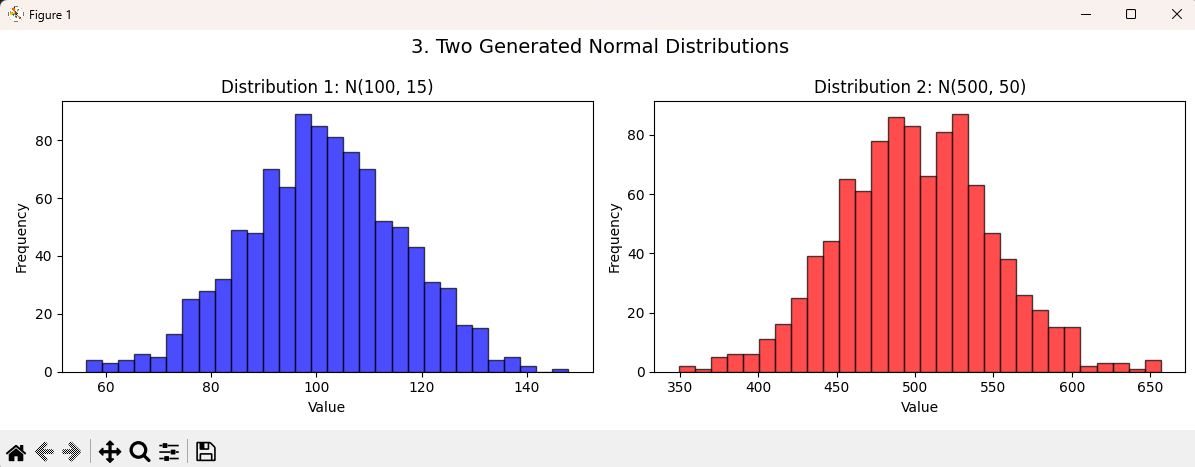 Figure 1
3. Two Generated Normal Distributions
Distribution 1: N(100, 15)
Frequency
80
60
40
20
0
60 80 100 120 140
Value
Distribution 2: N(500, 50)
Frequency
80
60
40
20
0
350 400 450 500 550 600 650
Value